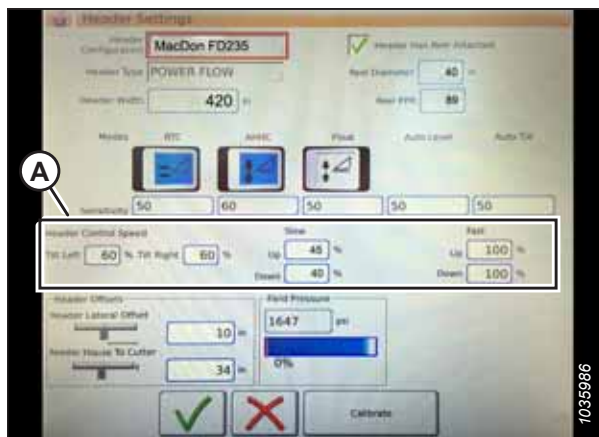 Header Settings
Header Configuration MacDon FD235 Header Has Reel Attached
Header Type POWER FLOW Reel Diameter 40 in
Header Width 420 in Reel PPR 89
Modes RTC AHHC Float Auto Level Auto Tilt
A
Sensitivity 50 60 50 50 50
Header Control Speed Slow Fast
Tilt Left 60 % Tilt Right 60 % Up 45 % Up 100 %
Down 40 % Down 100 %
Header Offsets Field Pressure
Header Lateral Offset 10 in 1647 psi
Feeder House To Cutter 34 in 0%
Calibrate
1035986